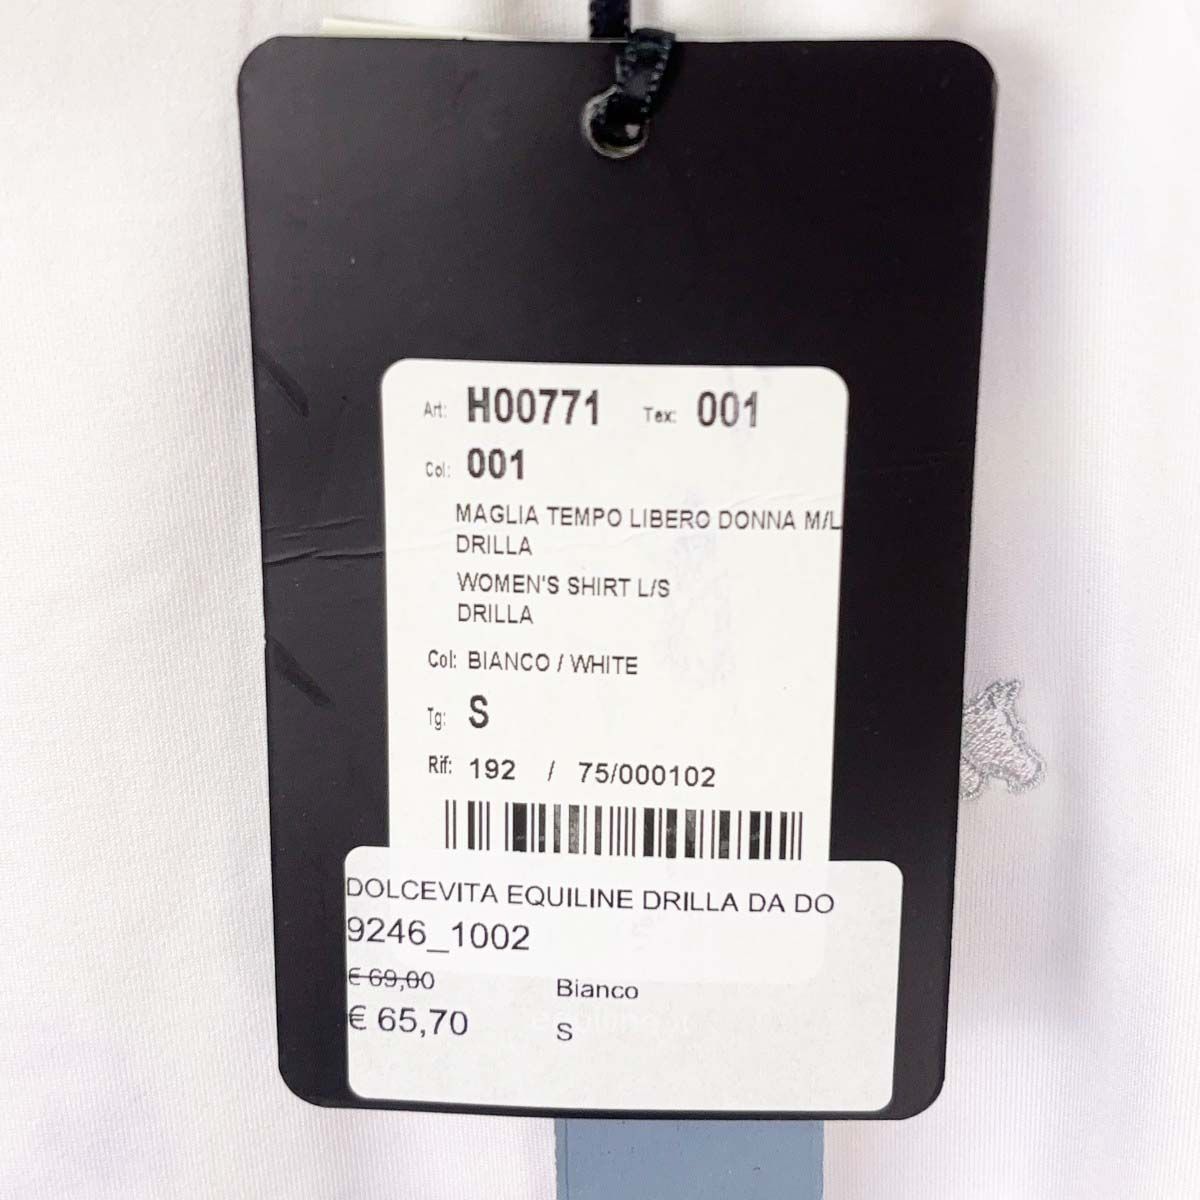 Art: H00771 Tex: 001
Col: 001
MAGLIA TEMPO LIBERO DONNA M/L
DRILLA
WOMEN'S SHIRT L/S
DRILLA
Col: BIANCO / WHITE
Tg: S
Rif: 192 / 75/000102
DOLCEVITA EQUILINE DRILLA DA DO
9246_1002
€ 69,00 Bianco
€ 65,70 S